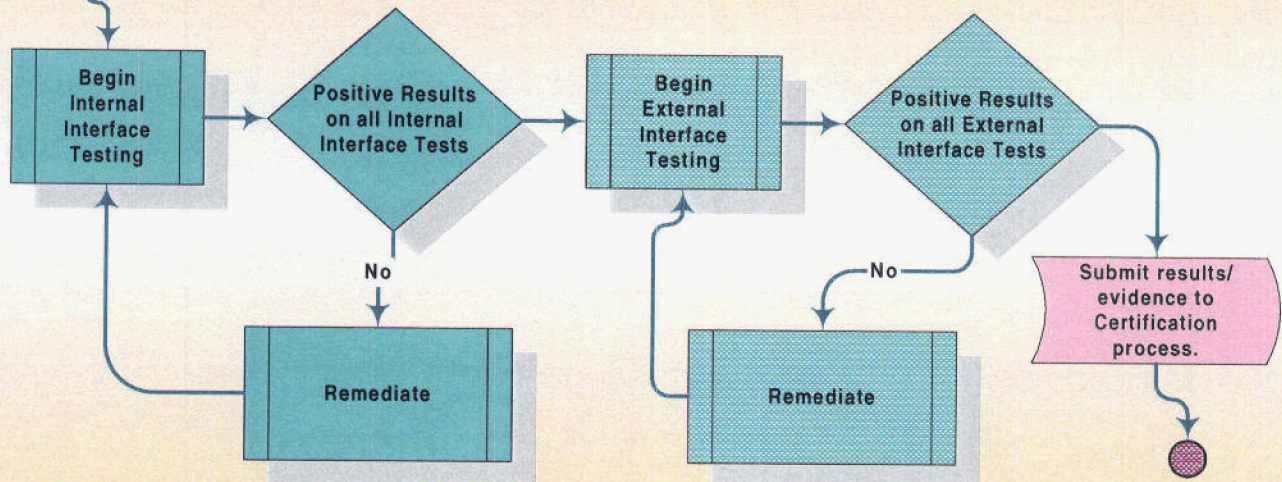 Begin
Internal
Interface
Testing
Positive Results
on all Internal
Interface Tests
Begin
External
Interface
Testing
Positive Results
on all External
Interface Tests
No
No
Submit results/
evidence to
Certification
process.
Remediate
Remediate